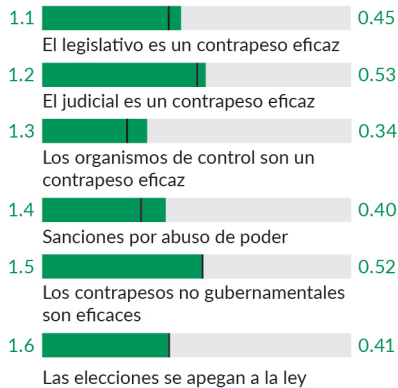 1.1 0.45
El legislativo es un contrapeso eficaz
1.2 0.53
El judicial es un contrapeso eficaz
1.3 0.34
Los organismos de control son un
contrapeso eficaz
1.4 0.40
Sanciones por abuso de poder
1.5 0.52
Los contrapesos no gubernamentales
son eficaces
1.6 0.41
Las elecciones se apegan a la ley